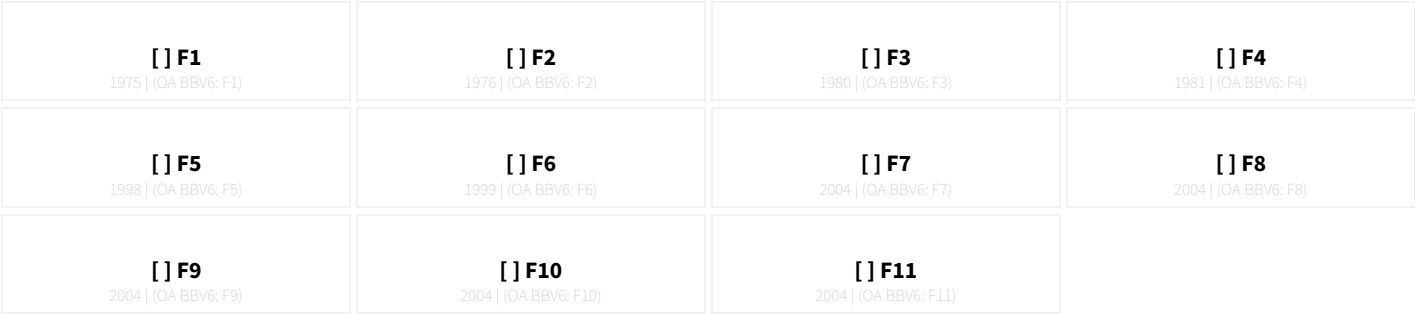 [ ] F1
1975 | (OA BBV6: F1)
[ ] F2
1976 | (OA BBV6: F2)
[ ] F3
1980 | (OA BBV6: F3)
[ ] F4
1981 | (OA BBV6: F4)
[ ] F5
1998 | (OA BBV6: F5)
[ ] F6
1999 | (OA BBV6: F6)
[ ] F7
2004 | (OA BBV6: F7)
[ ] F8
2004 | (OA BBV6: F8)
[ ] F9
2004 | (OA BBV6: F9)
[ ] F10
2004 | (OA BBV6: F10)
[ ] F11
2004 | (OA BBV6: F11)